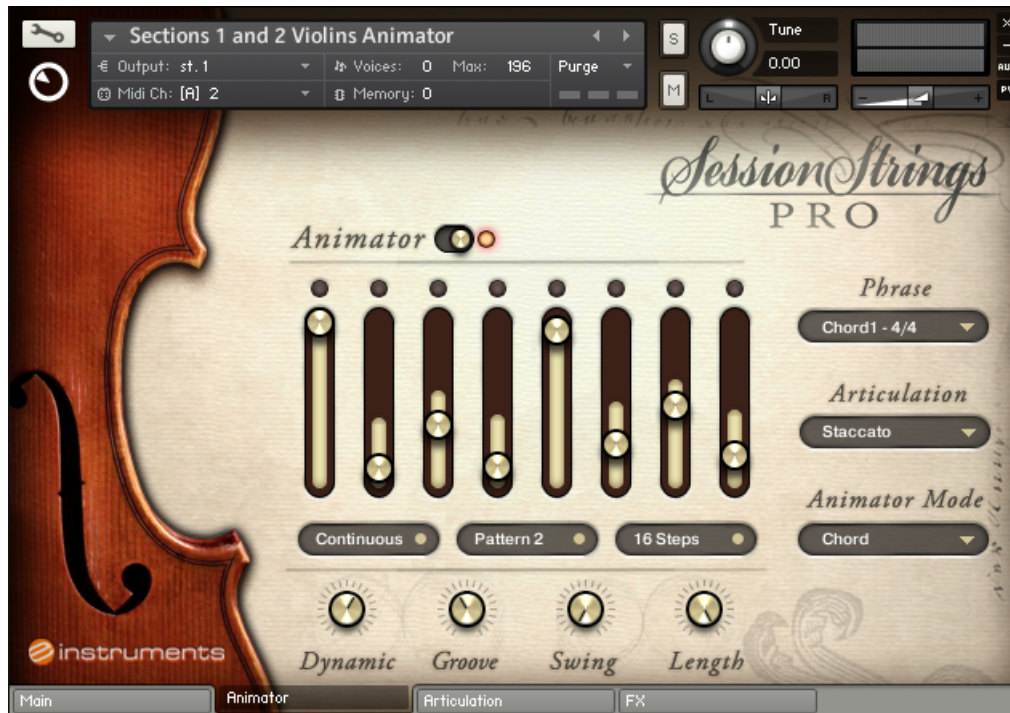 Sections 1 and 2 Violins Animator
Output: st.1
Voices: 0 Max: 196
Purge
Midi Ch: [A] 2
Memory: 0
S
M
Tune
0.00
L
R
AU
PV
Session Strings
PRO
Animator
Phrase
Chord1 - 4/4
Articulation
Staccato
Animator Mode
Chord
Continuous
Pattern 2
16 Steps
Dynamic
Groove
Swing
Length
e instruments
Main
Animator
Articulation
FX